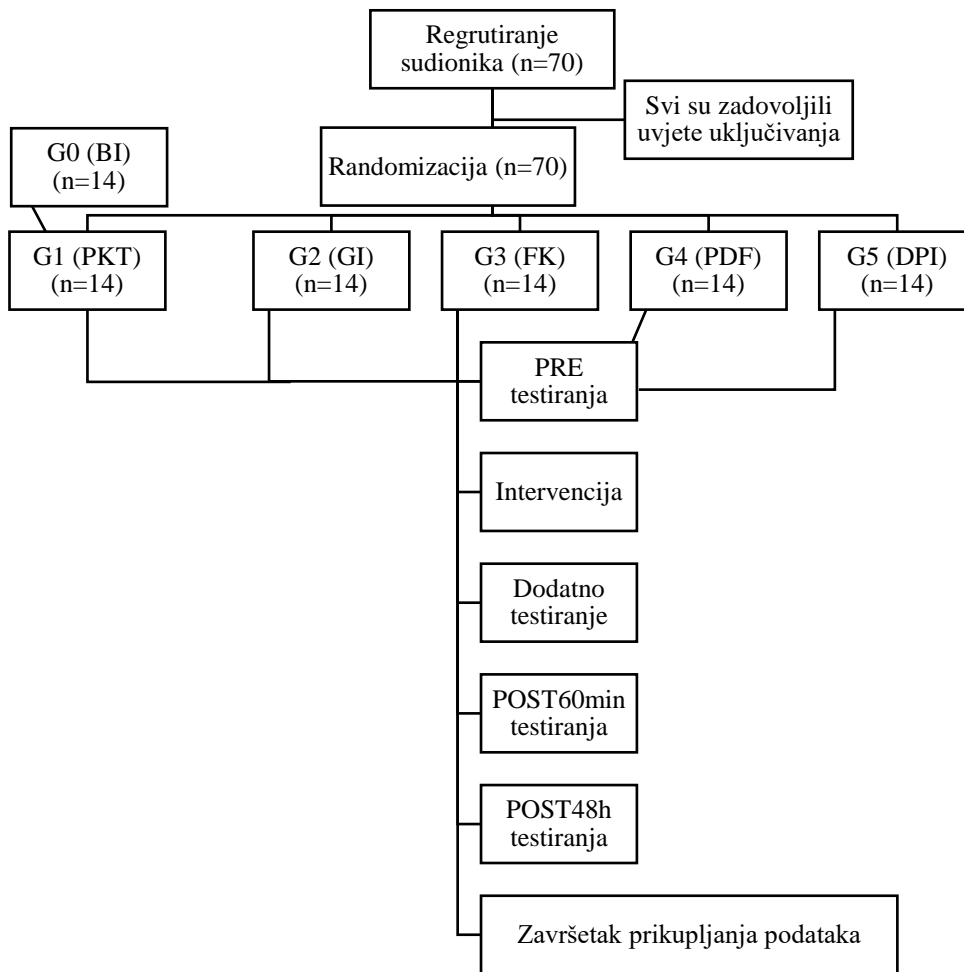 Regrutiranje
sudionika (n=70)
Svi su zadovoljili
uvjete uključivanja
G0 (BI)
(n=14)
Randomizacija (n=70)
G1 (PKT)
(n=14)
G2 (GI)
(n=14)
G3 (FK)
(n=14)
G4 (PDF)
(n=14)
G5 (DPI)
(n=14)
PRE
testiranja
Intervencija
Dodatno
testiranje
POST60min
testiranja
POST48h
testiranja
Završetak prikupljanja podataka